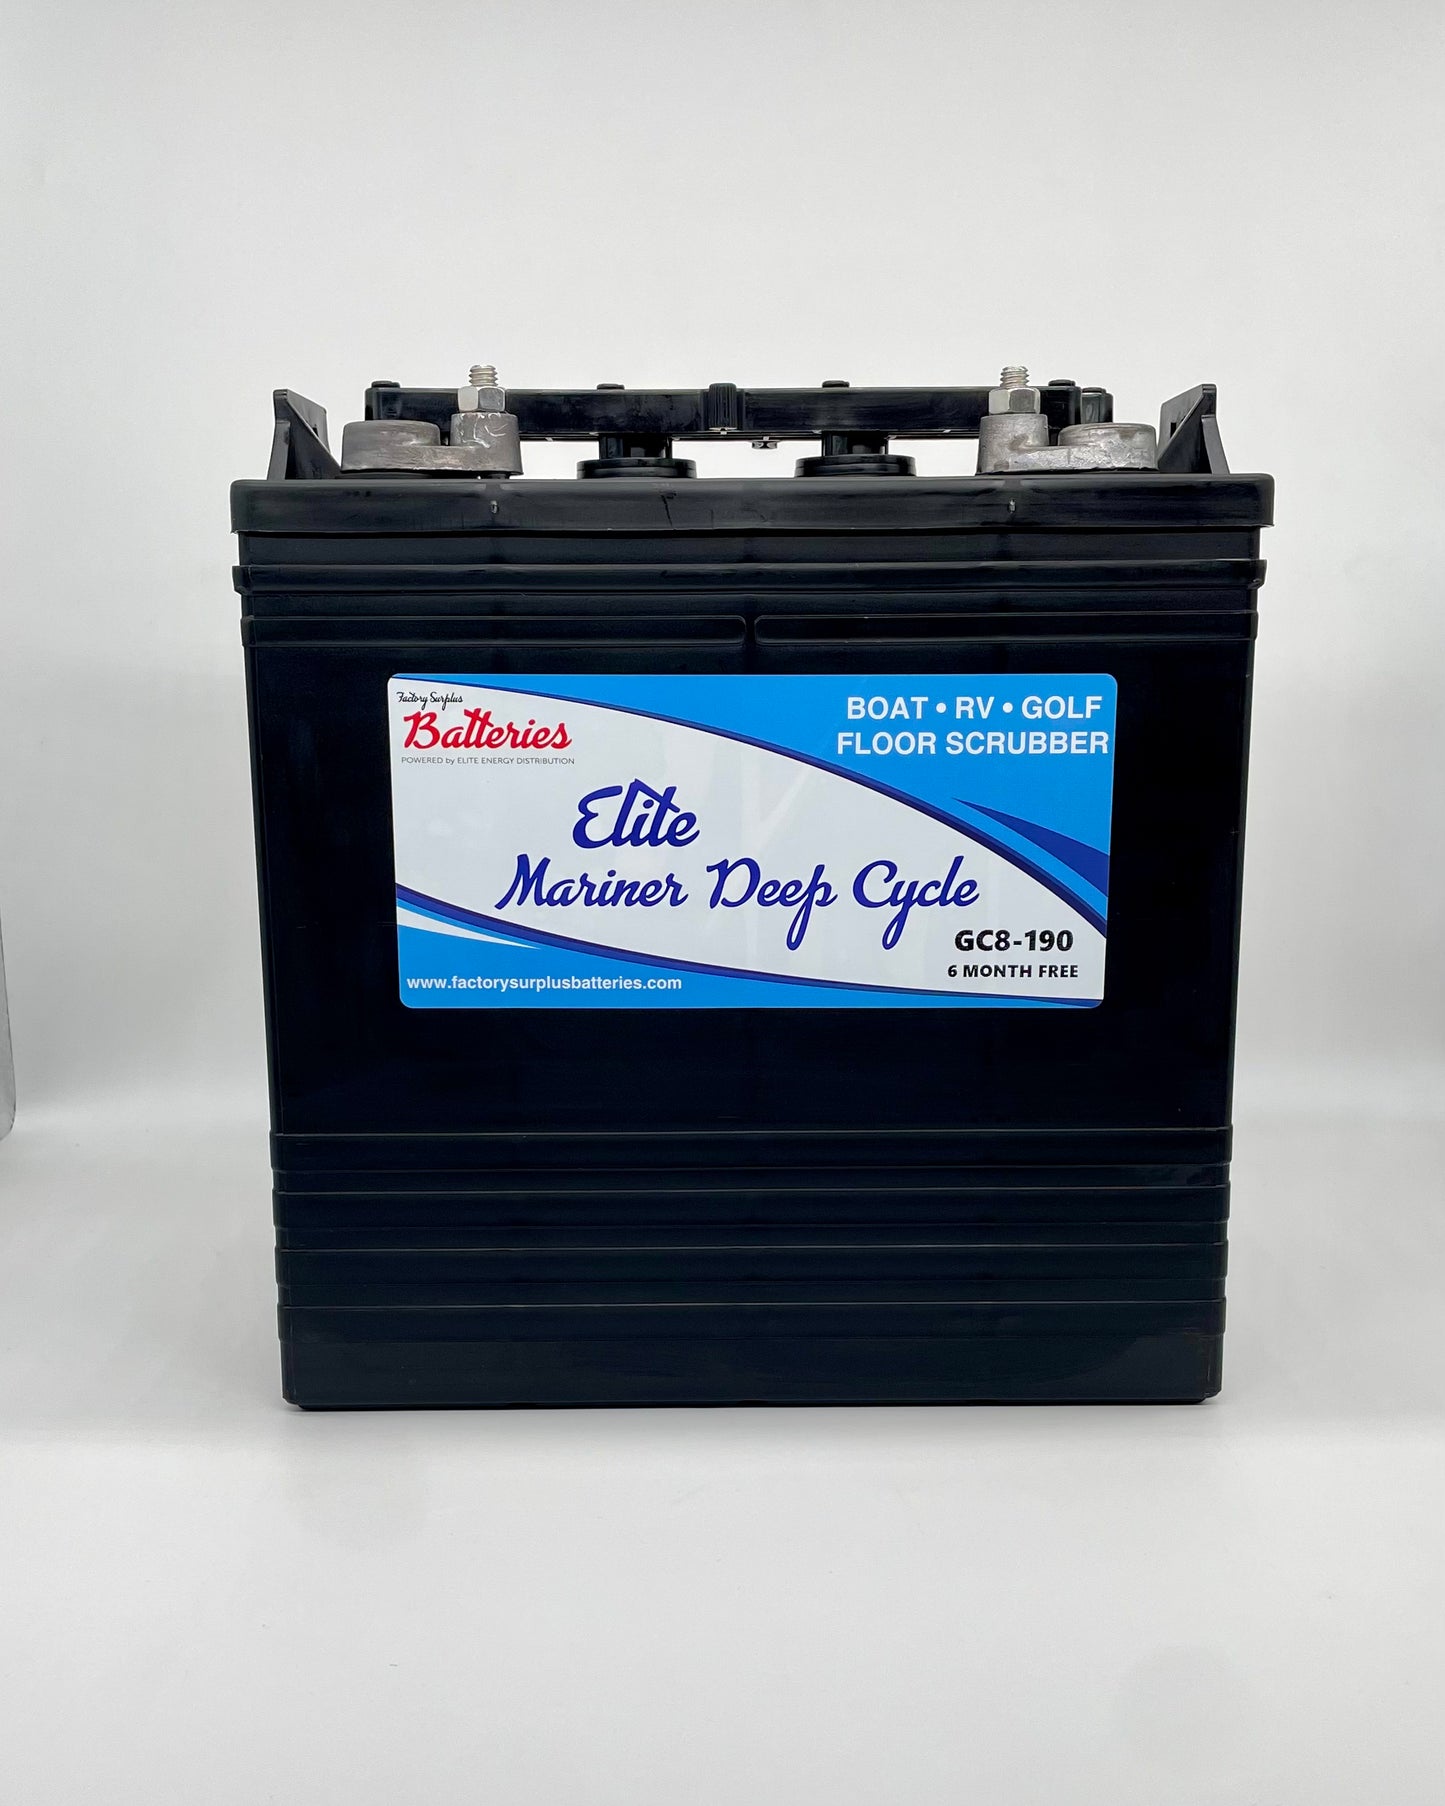 Factory Surplus
Batteries
POWERED by ELITE ENERGY DISTRIBUTION
BOAT • RV • GOLF
FLOOR SCRUBBER
Elite
Mariner Deep Cycle
GC8-190
6 MONTH FREE
www.factorysurplusbatteries.com